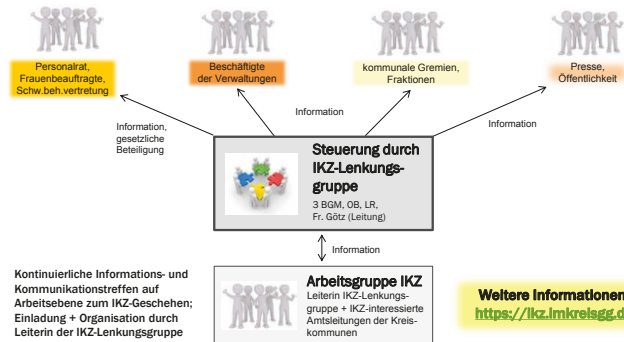 Personalrat,
Frauenbeauftragte,
Schw.beh.vertretung
Beschäftigte
der Verwaltungen
kommunale Gremien,
Fraktionen
Presse,
Öffentlichkeit
Information,
gesetzliche
Beteiligung
Information
Information
Steuerung durch
IKZ-Lenkungs-
gruppe
3 BGM, OB, LR,
Fr. Götz (Leitung)
Information
Kontinuierliche Informations- und
Kommunikationstreffen auf
Arbeitsebene zum IKZ-Geschehen;
Einladung + Organisation durch
Leiterin der IKZ-Lenkungsgruppe
Arbeitsgruppe IKZ
Leiterin IKZ-Lenkungs-
gruppe + IKZ-interessierte
Amtsleitungen der Kreis-
kommunen
Weitere Informationen
https://ikz.imkreisgg.d